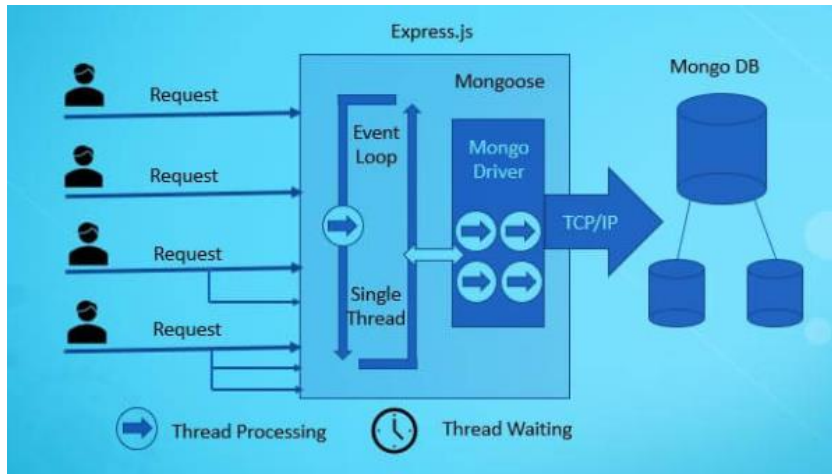 Express.js
Mongoose
Mongo DB
Request
Request
Request
Request
Event
Loop
Single
Thread
Mongo
Driver
TCP/IP
Thread Processing
Thread Waiting